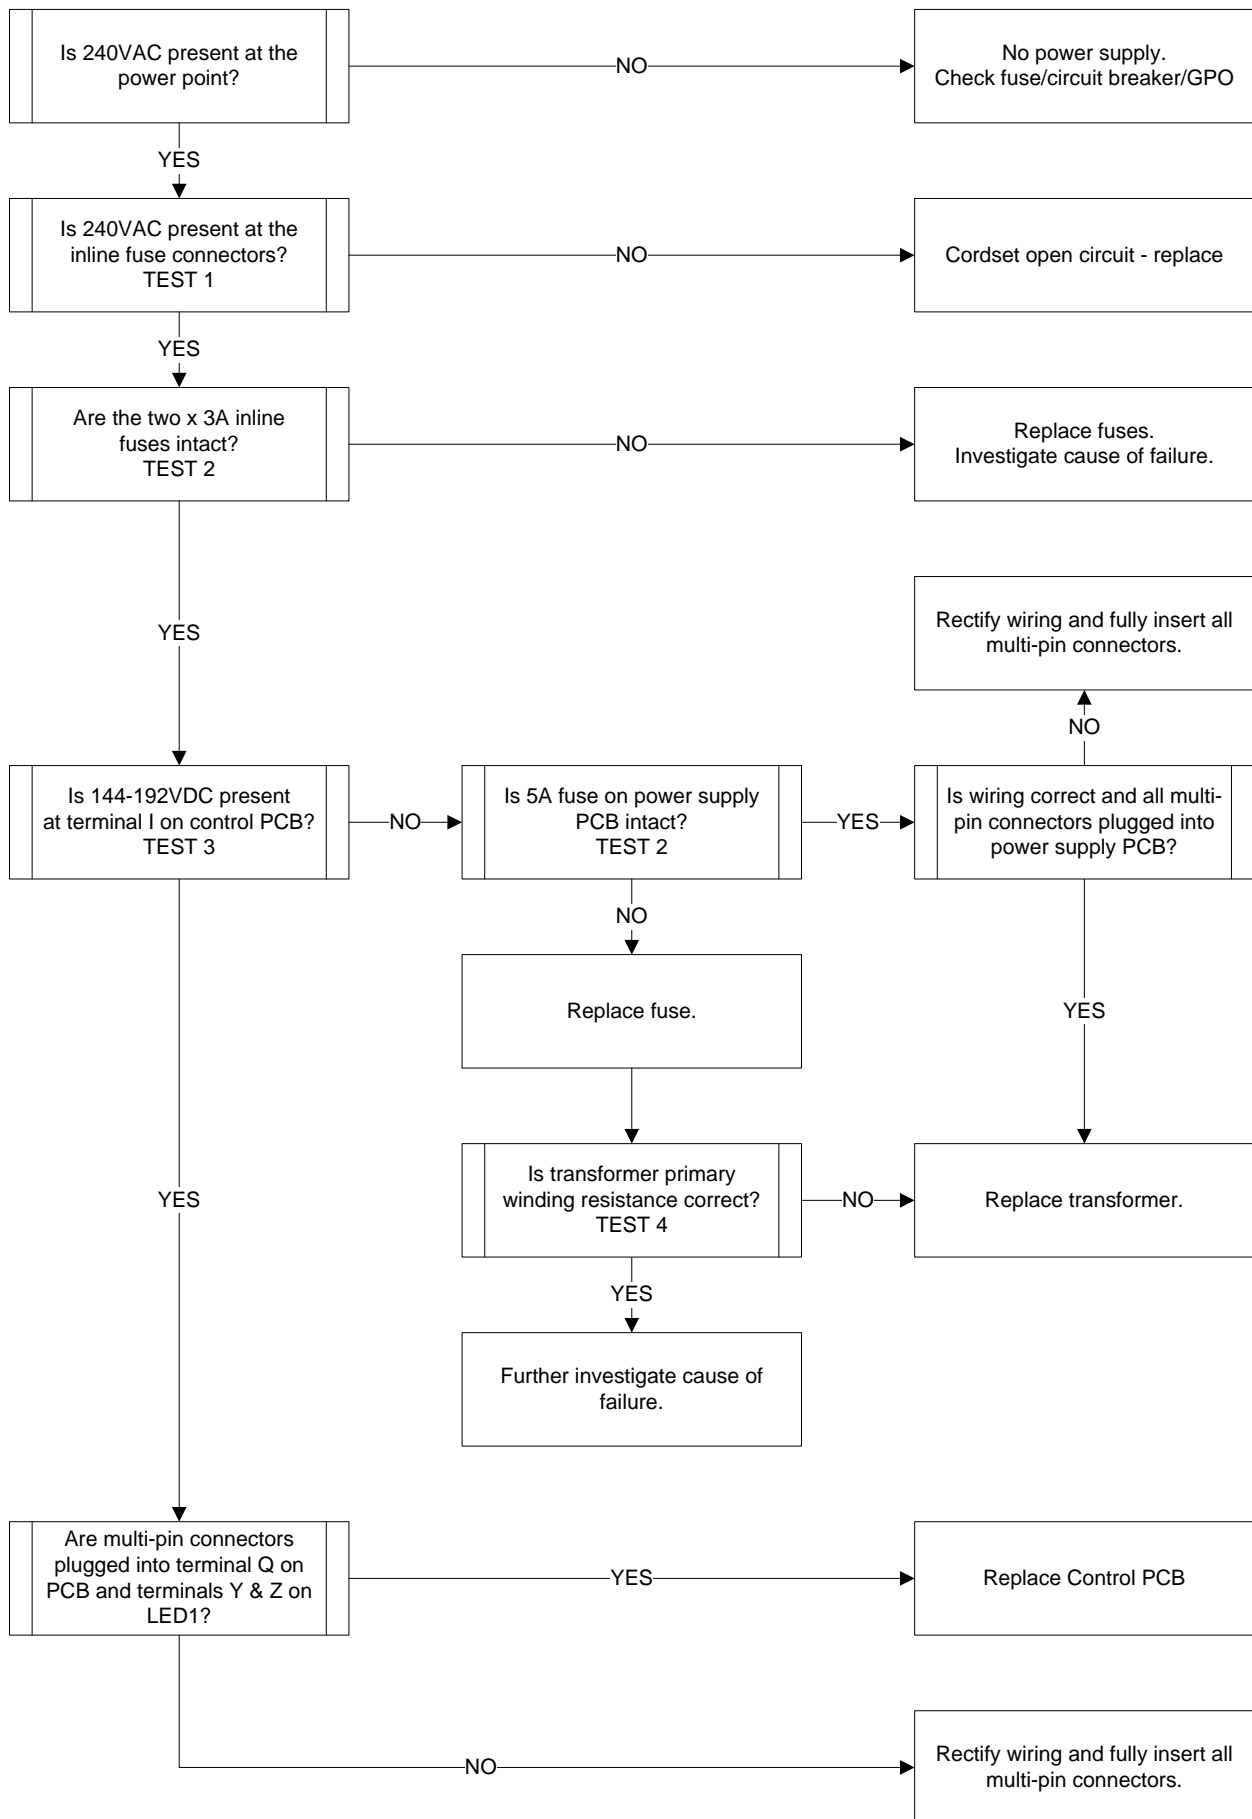 Is 240VAC present at the
power point?
NO
No power supply.
Check fuse/circuit breaker/GPO
YES
Is 240VAC present at the
inline fuse connectors?
TEST 1
NO
Cordset open circuit - replace
YES
Are the two x 3A inline
fuses intact?
TEST 2
NO
Replace fuses.
Investigate cause of failure.
YES
Rectify wiring and fully insert all
multi-pin connectors.
NO
Is 144-192VDC present
at terminal I on control PCB?
TEST 3
NO
Is 5A fuse on power supply
PCB intact?
TEST 2
YES
Is wiring correct and all multi-
pin connectors plugged into
power supply PCB?
NO
Replace fuse.
YES
YES
Is transformer primary
winding resistance correct?
TEST 4
NO
Replace transformer.
YES
Further investigate cause of
failure.
Are multi-pin connectors
plugged into terminal Q on
PCB and terminals Y & Z on
LED1?
YES
Replace Control PCB
NO
Rectify wiring and fully insert all
multi-pin connectors.